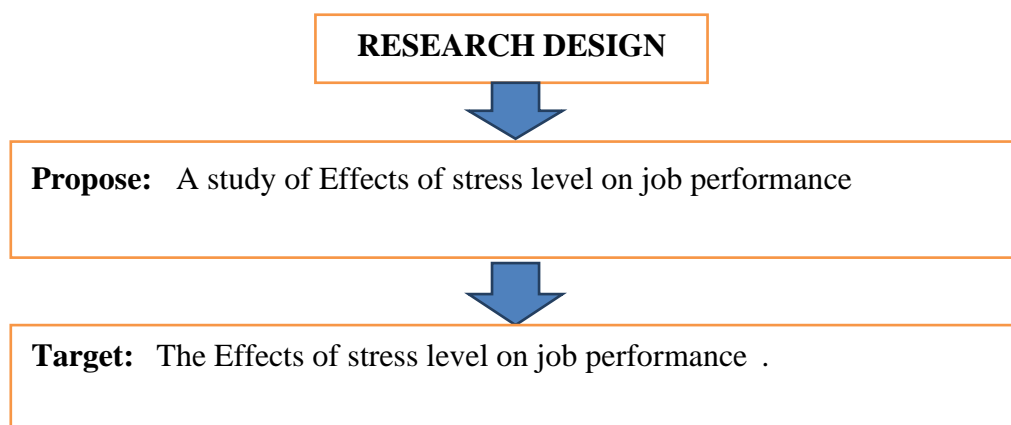 RESEARCH DESIGN
Propose: A study of Effects of stress level on job performance
Target: The Effects of stress level on job performance .